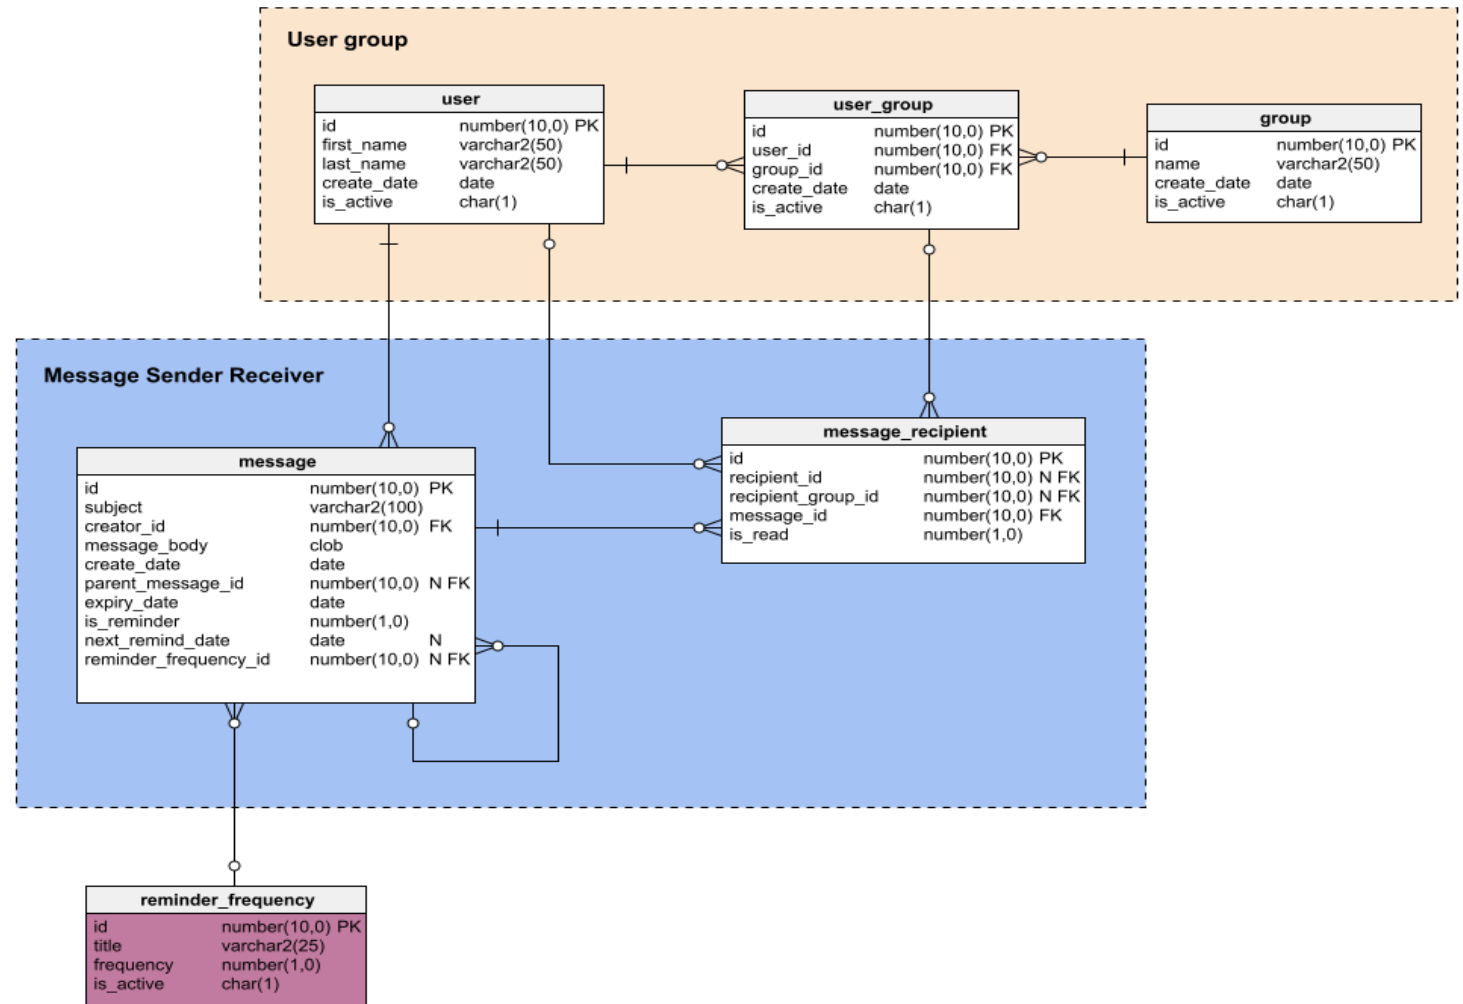 User group
user
id number(10,0) PK
first_name varchar2(50)
last_name varchar2(50)
create_date date
is_active char(1)
user_group
id number(10,0) PK
user_id number(10,0) FK
group_id number(10,0) FK
create_date date
is_active char(1)
group
id number(10,0) PK
name varchar2(50)
create_date date
is_active char(1)
Message Sender Receiver
message
id number(10,0) PK
subject varchar2(100)
creator_id number(10,0) FK
message_body clob
create_date date
parent_message_id number(10,0) N FK
expiry_date date
is_reminder number(1,0)
next_remind_date date N
reminder_frequency_id number(10,0) N FK
message_recipient
id number(10,0) PK
recipient_id number(10,0) N FK
recipient_group_id number(10,0) N FK
message_id number(10,0) FK
is_read number(1,0)
reminder_frequency
id number(10,0) PK
title varchar2(25)
frequency number(1,0)
is_active char(1)